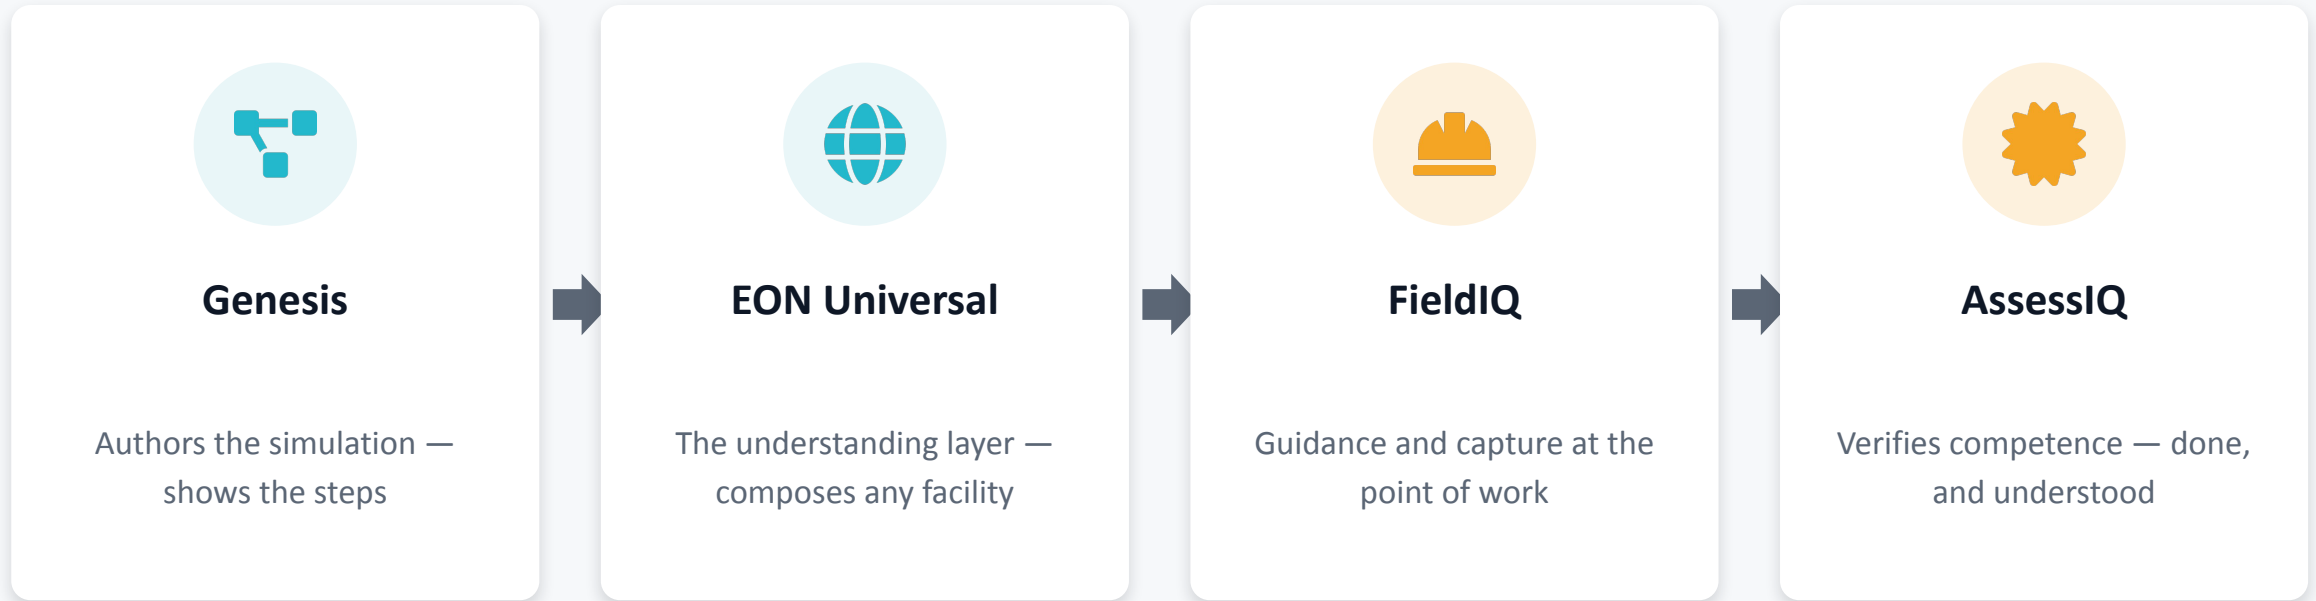 Genesis
Authors the simulation —
shows the steps
EON Universal
The understanding layer —
composes any facility
FieldIQ
Guidance and capture at the
point of work
AssessIQ
Verifies competence — done,
and understood